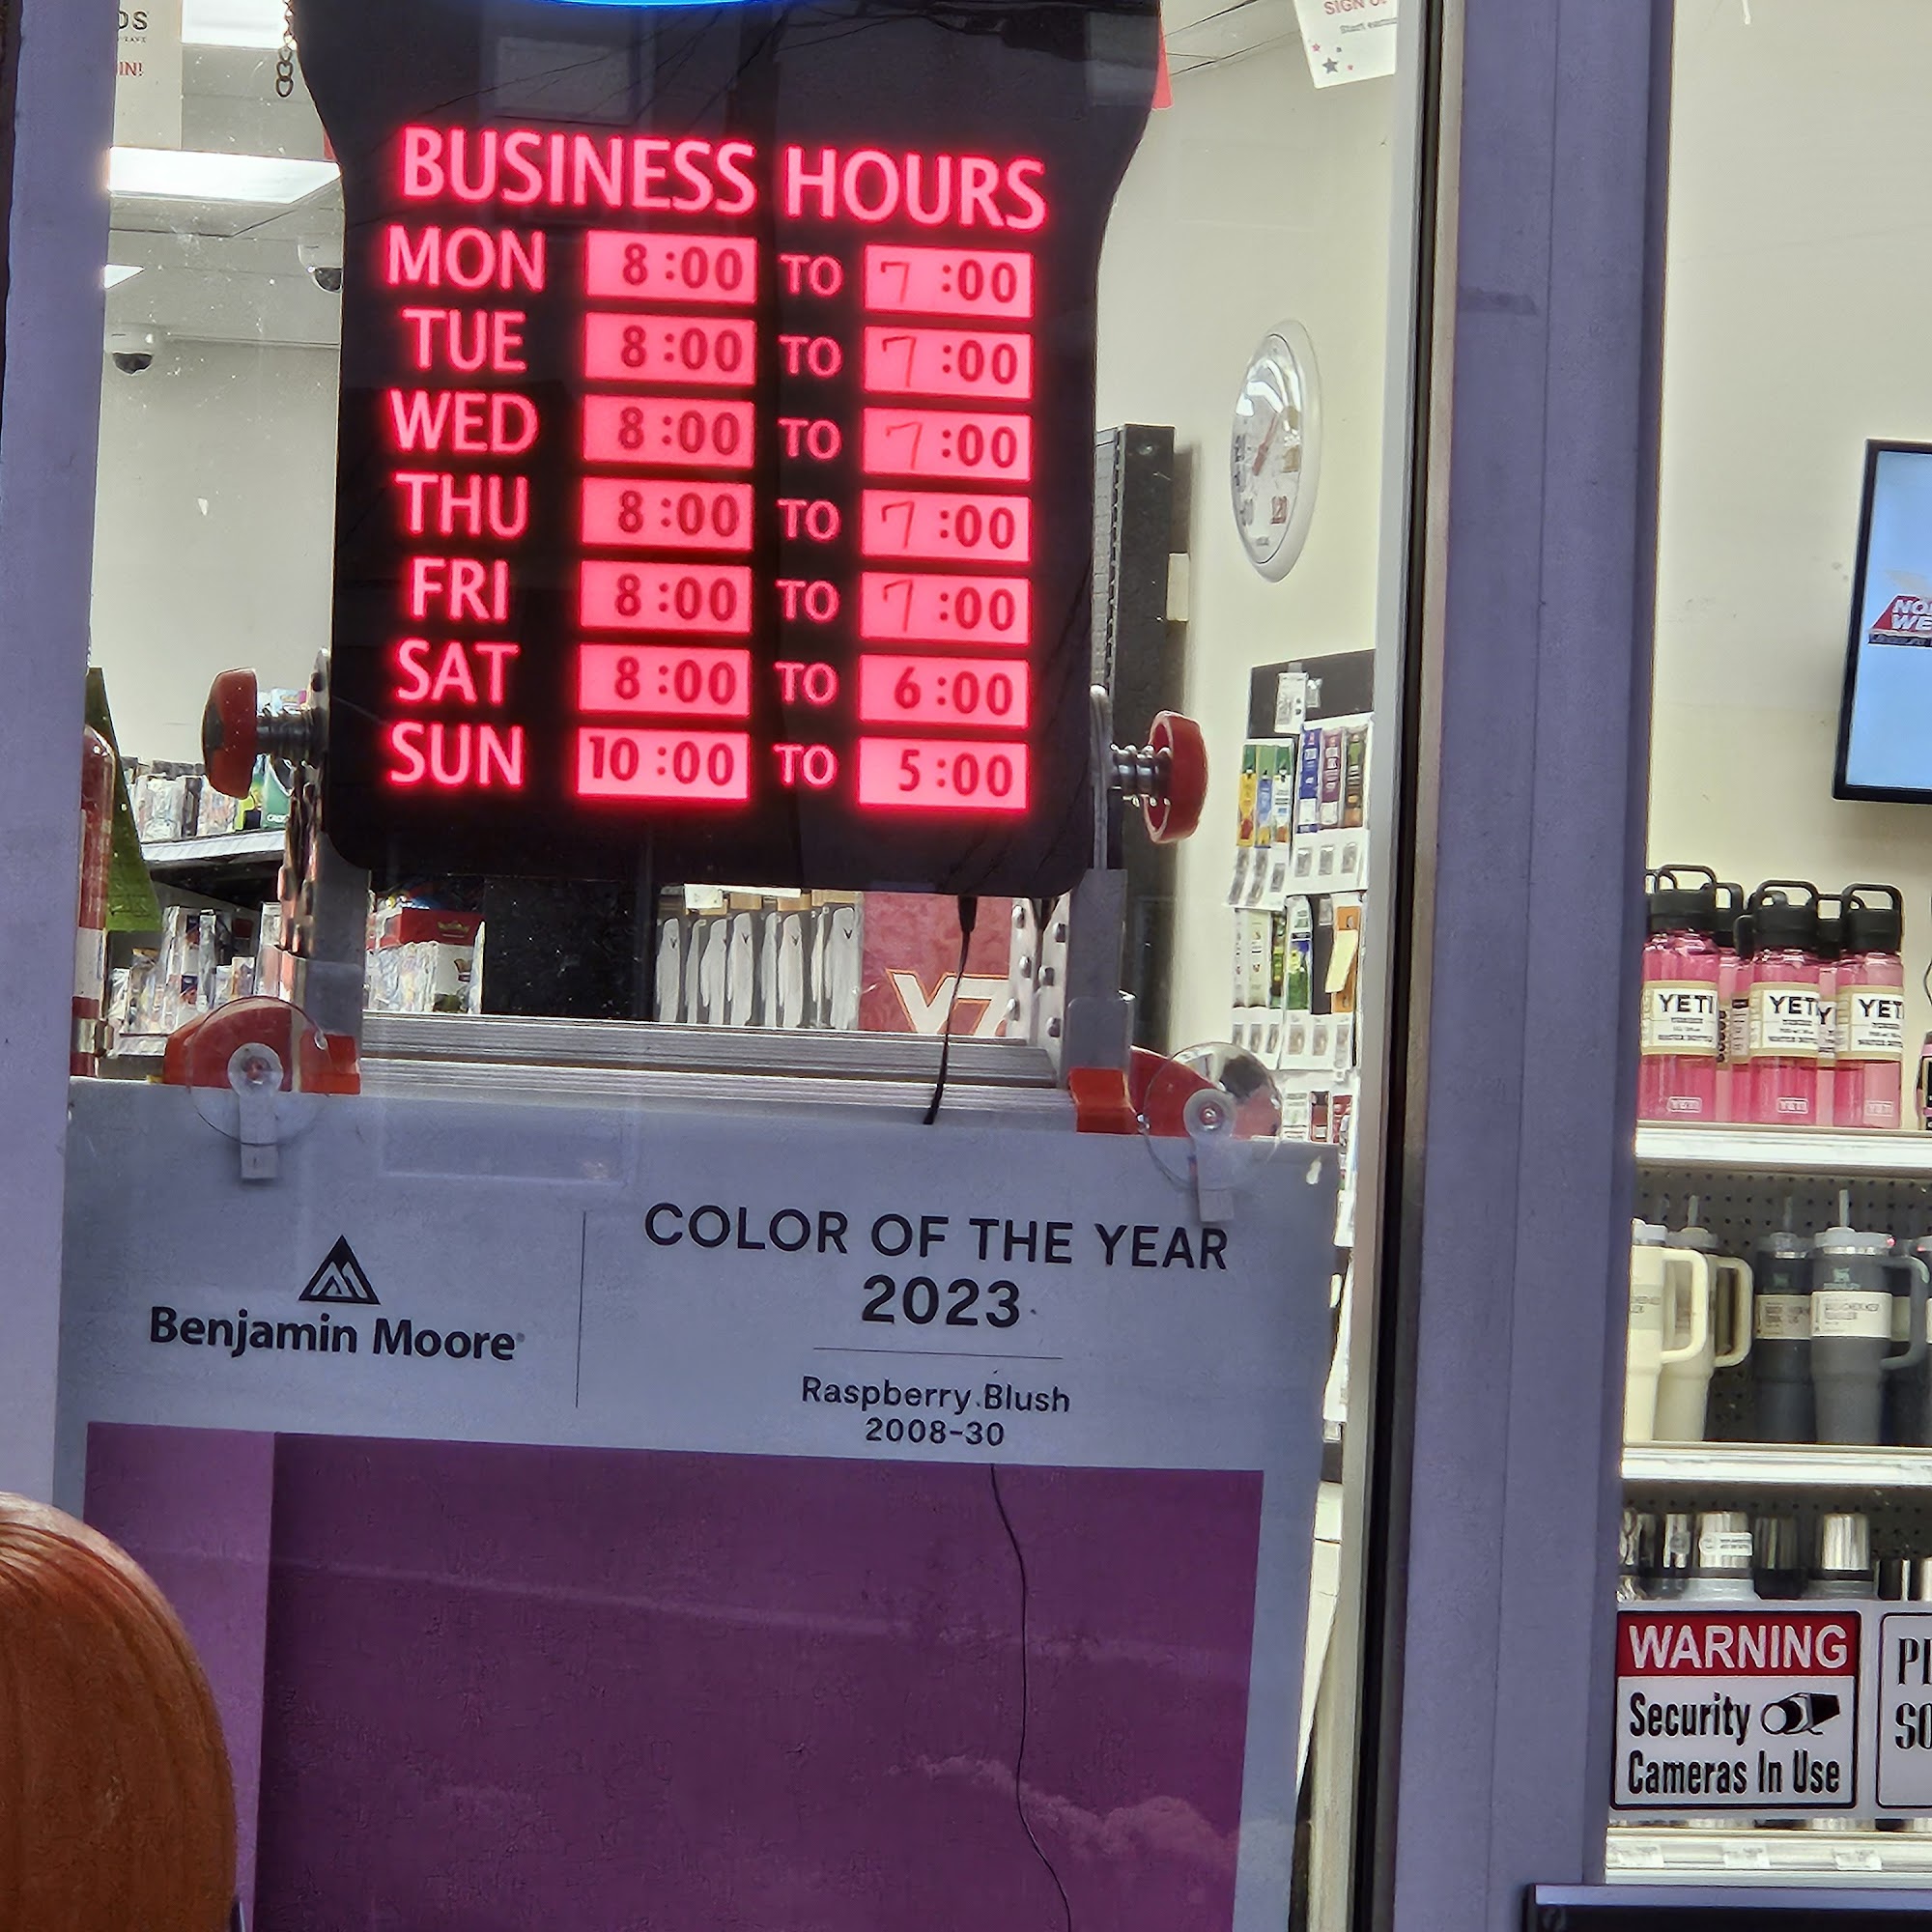 BUSINESS HOURS
MON 8:00 TO 7:00
TUE 8:00 TO 7:00
WED 8:00 TO 7:00
THU 8:00 TO 7:00
FRI 8:00 TO 7:00
SAT 8:00 TO 6:00
SUN 10:00 TO 5:00
YETI YETI YETI
Benjamin Moore
COLOR OF THE YEAR
2023
Raspberry Blush
2008-30
WARNING
Security
Cameras In Use